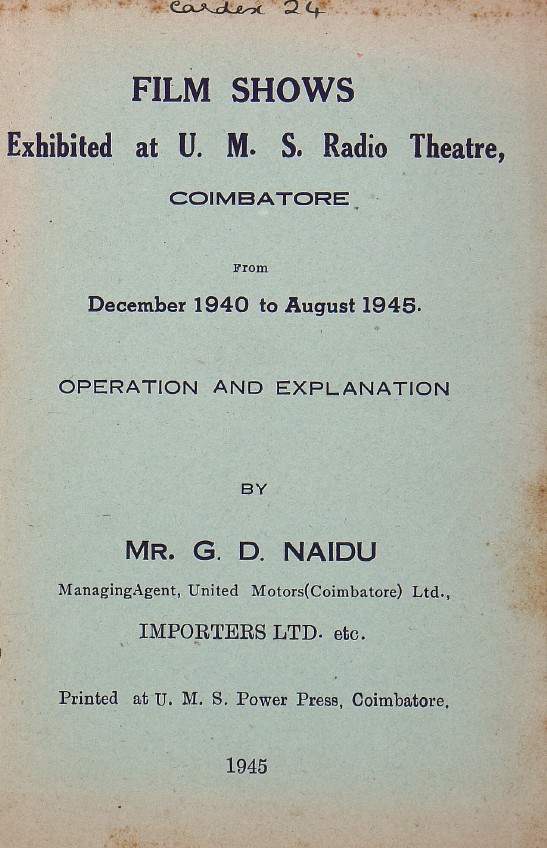 Cardex 24
FILM SHOWS
Exhibited at U. M. S. Radio Theatre,
COIMBATORE
From
December 1940 to August 1945.
OPERATION AND EXPLANATION
BY
MR. G. D. NAIDU
ManagingAgent, United Motors(Coimbatore) Ltd.,
IMPORTERS LTD. etc.
Printed at U. M. S. Power Press, Coimbatore.
1945